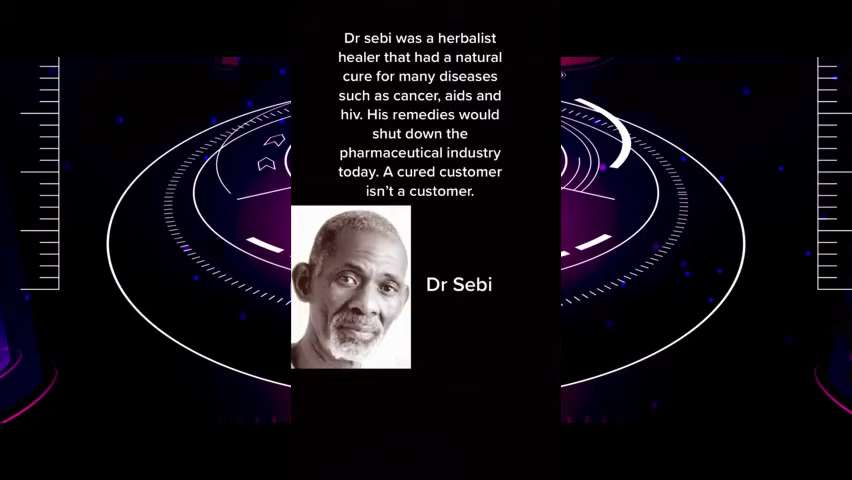 Dr sebi was a herbalist
healer that had a natural
cure for many diseases
such as cancer, aids and
hiv. His remedies would
shut down the
pharmaceutical industry
today. A cured customer
isn't a customer.
Dr Sebi